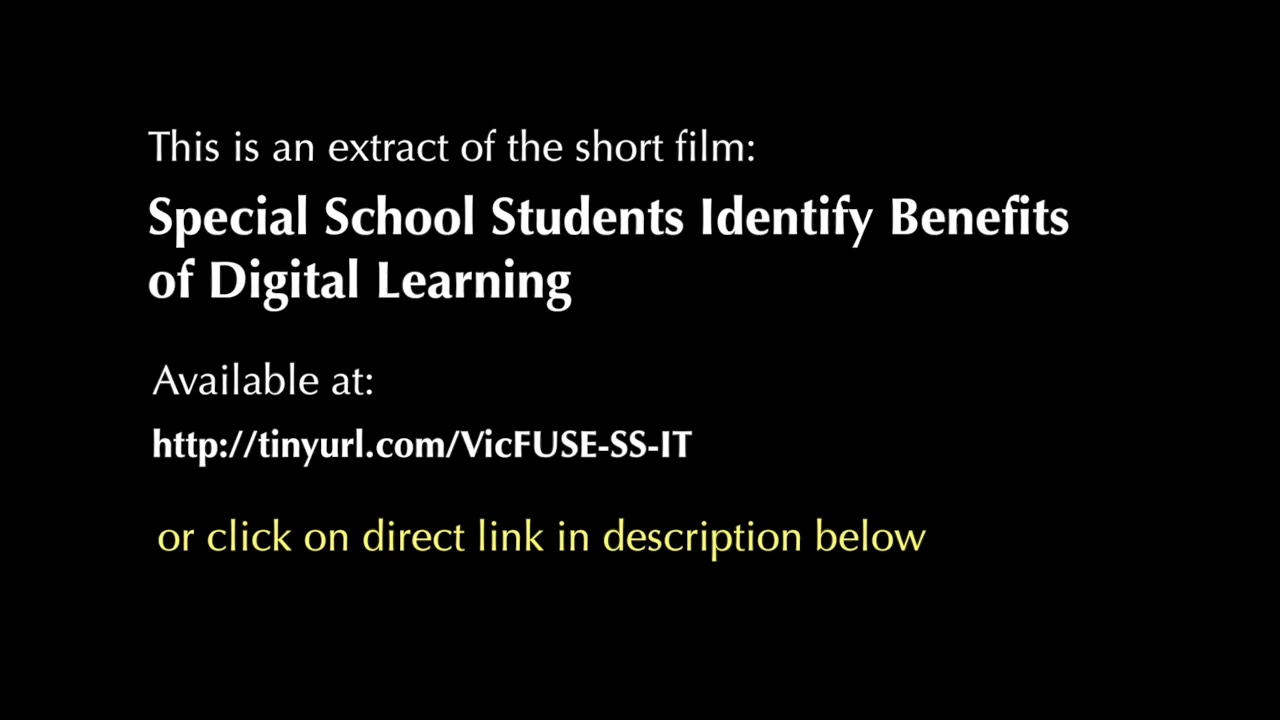 This is an extract of the short film:
Special School Students Identify Benefits
of Digital Learning
Available at:
http://tinyurl.com/VicFUSE-SS-IT
or click on direct link in description below